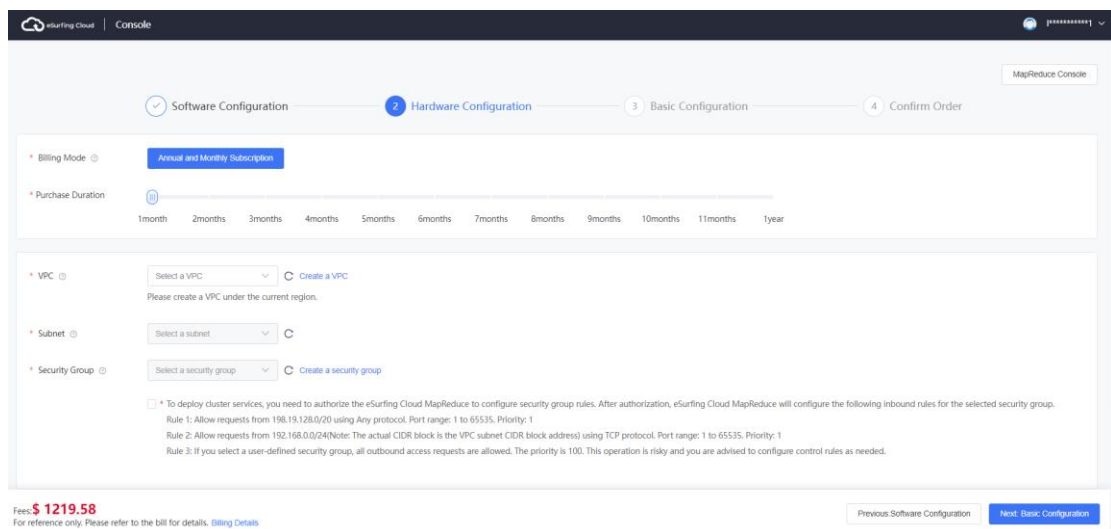 eSurfing Cloud | Console
l***********1
MapReduce Console
Software Configuration
2 Hardware Configuration
3 Basic Configuration
4 Confirm Order
* Billing Mode
Annual and Monthly Subscription
* Purchase Duration
1month 2months 3months 4months 5months 6months 7months 8months 9months 10months 11months 1year
* VPC
Select a VPC
Create a VPC
Please create a VPC under the current region.
* Subnet
Select a subnet
* Security Group
Select a security group
Create a security group
* To deploy cluster services, you need to authorize the eSurfing Cloud MapReduce to configure security group rules. After authorization, eSurfing Cloud MapReduce will configure the following inbound rules for the selected security group.
Rule 1: Allow requests from 198.19.128.0/20 using Any protocol. Port range: 1 to 65535. Priority: 1
Rule 2: Allow requests from 192.168.0.0/24(Note: The actual CIDR block is the VPC subnet CIDR block address) using TCP protocol. Port range: 1 to 65535. Priority: 1
Rule 3: If you select a user-defined security group, all outbound access requests are allowed. The priority is 100. This operation is risky and you are advised to configure control rules as needed.
Fees:$ 1219.58
For reference only. Please refer to the bill for details. Billing Details
Previous:Software Configuration
Next: Basic Configuration